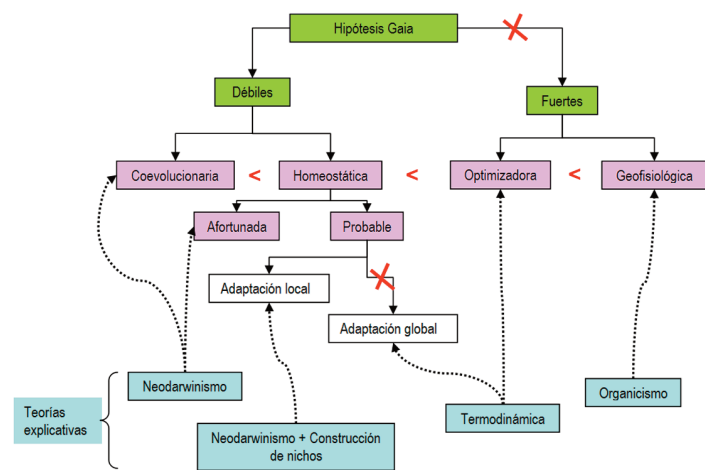 Hipótesis Gaia
Débiles
Fuertes
Coevolucionaria < Homeostática < Optimizadora < Geofisiológica
Afortunada
Probable
Adaptación local
Adaptación global
Neodarwinismo
Organicismo
Teorías
explicativas
Termodinámica
Neodarwinismo + Construcción
de nichos